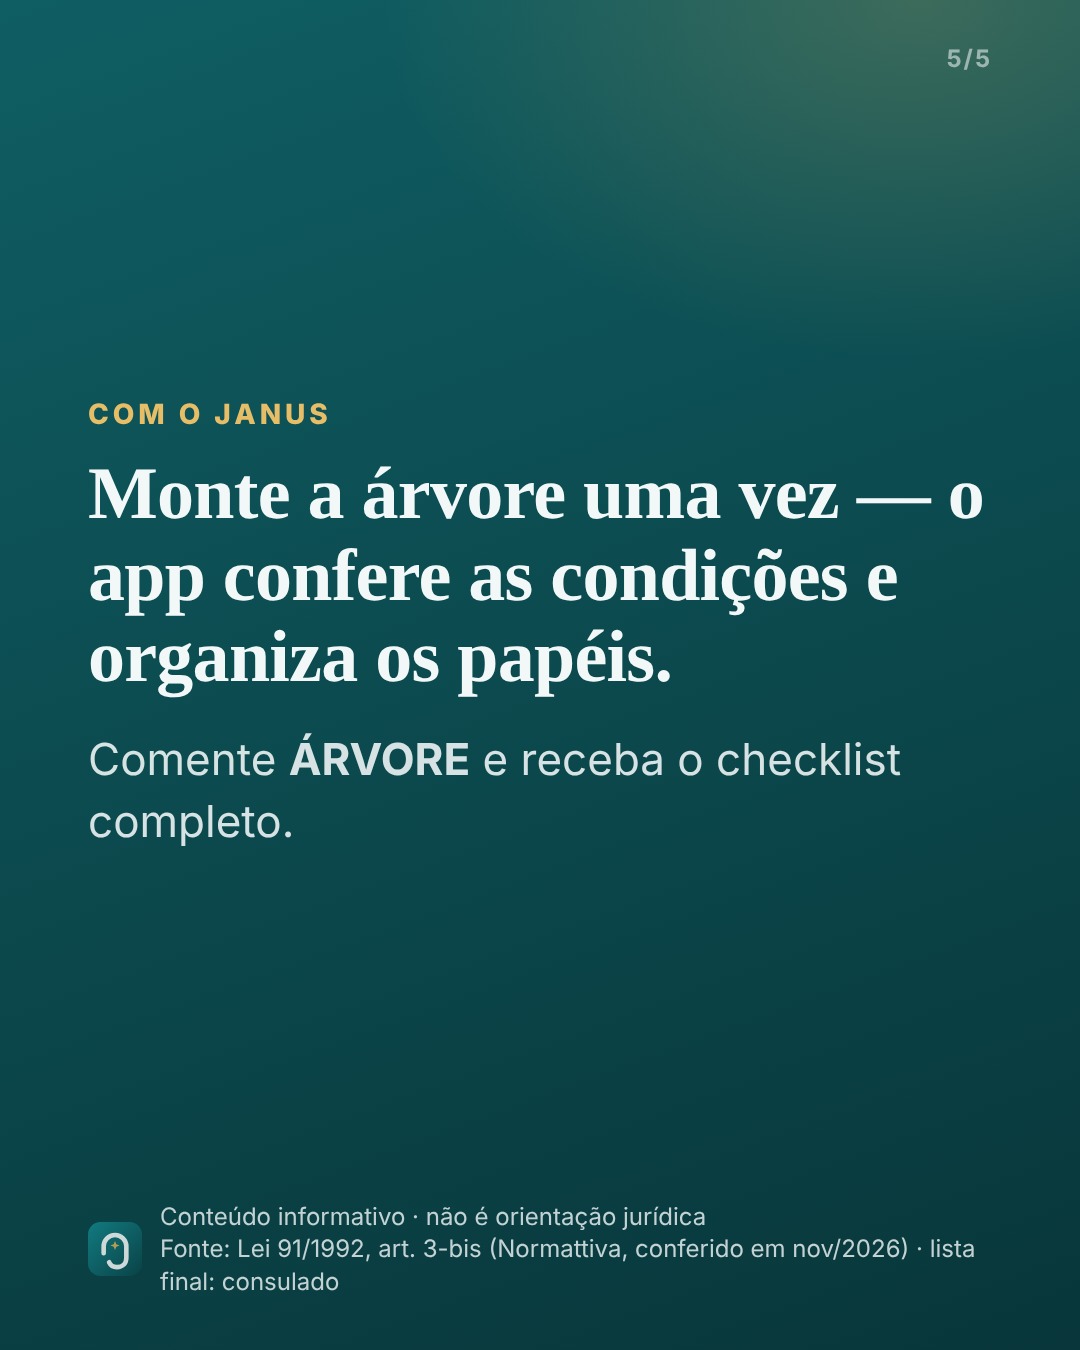 5/5
COM O JANUS
Monte a árvore uma vez — o
app confere as condições e
organiza os papéis.
Comente ÁRVORE e receba o checklist
completo.
Conteúdo informativo · não é orientação jurídica
Fonte: Lei 91/1992, art. 3-bis (Normattiva, conferido em nov/2026) · lista
final: consulado